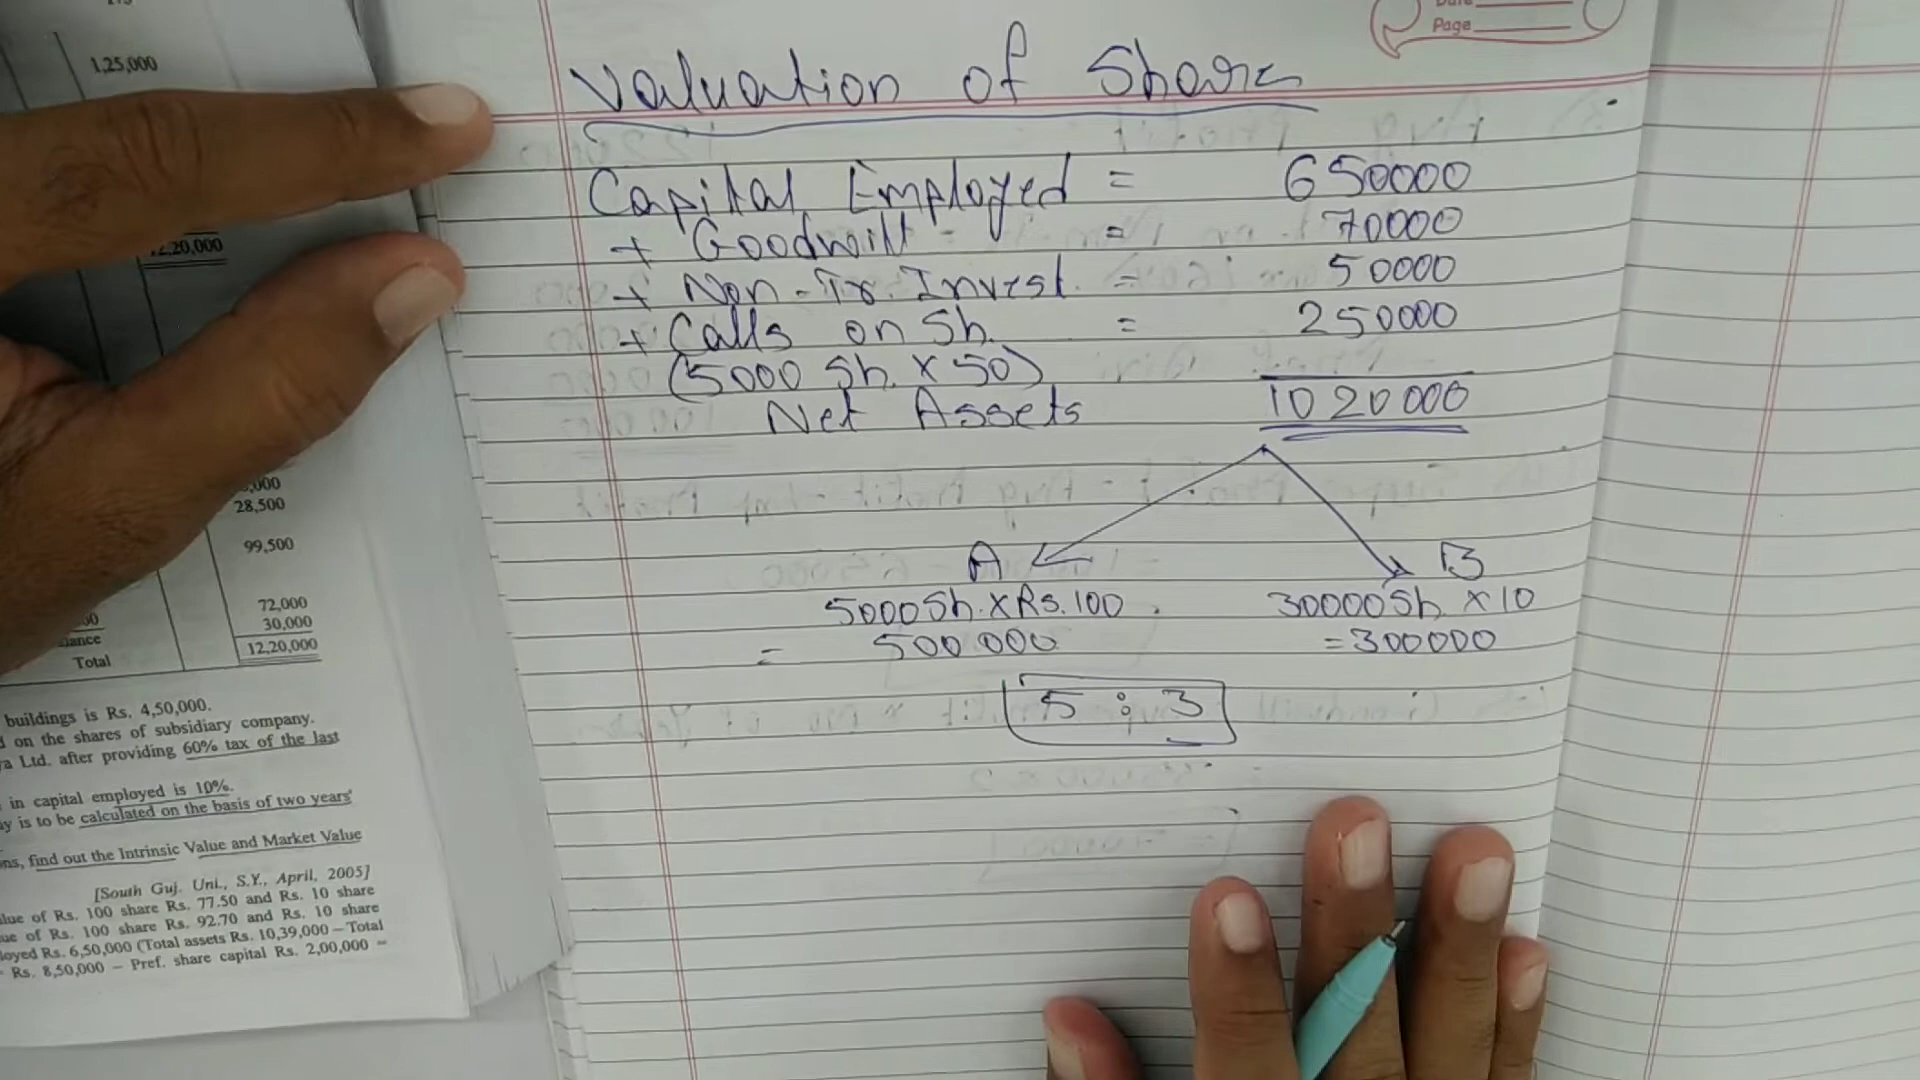 1,25,000
12,20,000
,000
28,500
99,500
72,000
30,000
12,20,000
Total
buildings is Rs. 4,50,000.
on the shares of subsidiary company.
Ltd. after providing 60% tax of the last
in capital employed is 10%.
is to be calculated on the basis of two years'
find out the Intrinsic Value and Market Value
[South Guj. Uni., S.Y., April, 2005]
of Rs. 100 share Rs. 77.50 and Rs. 10 share
of Rs. 100 share Rs. 92.70 and Rs. 10 share
Rs. 6,50,000 (Total assets Rs. 10,39,000 – Total
Rs. 8,50,000 – Pref. share capital Rs. 2,00,000 –
Page
Valuation of Share
Capital Employed = 650000
+ Goodwill = 70000
+ Non-Tr. Invest. = 50000
+ Calls on Sh. = 250000
(5000 Sh. X 50)
Net Assets 1020000
A B
5000 Sh. X Rs. 100 30000 Sh. X 10
= 500000 = 300000
5 : 3